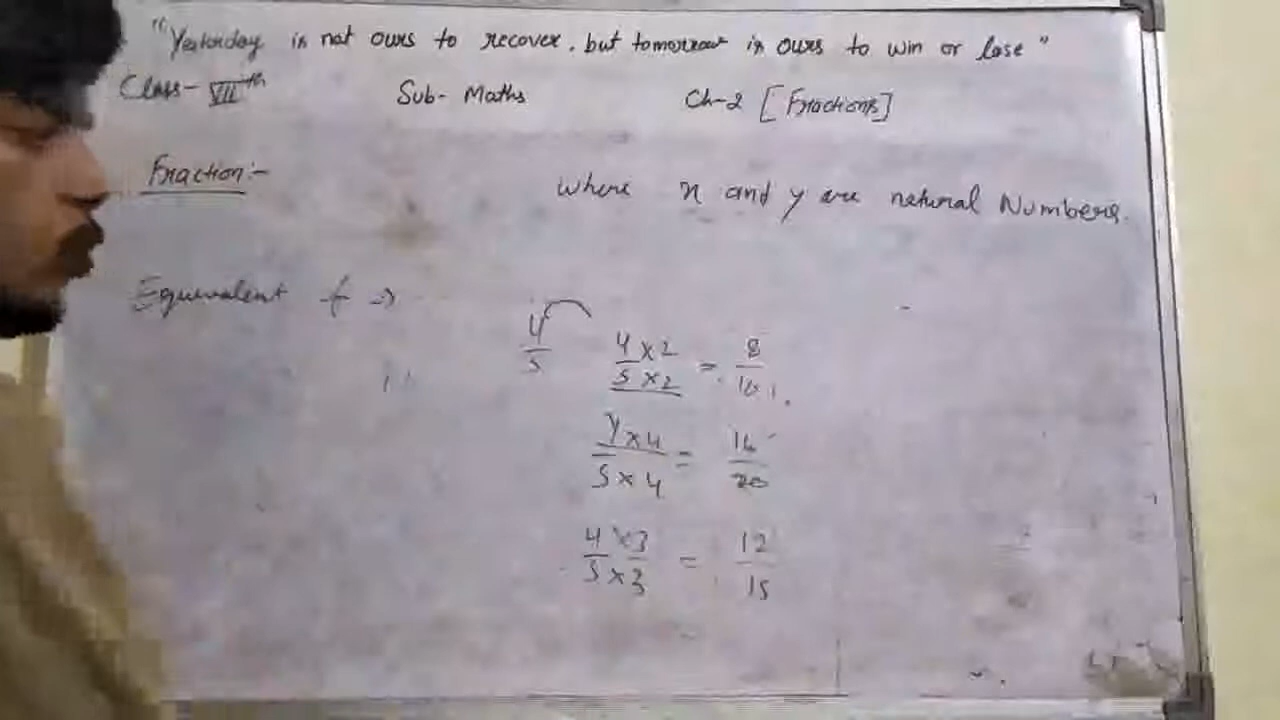 "Yesterday is not ours to recover, but tomorrow is ours to win or lose"
Class- VIIth Sub- Maths Ch-2 [Fractions]
Fraction:-
where x and y are natural Numbers.
Equivalent f ⇒
4/5 4×2/5×2 = 8/10
4×4/5×4 = 16/20
4×3/5×3 = 12/15